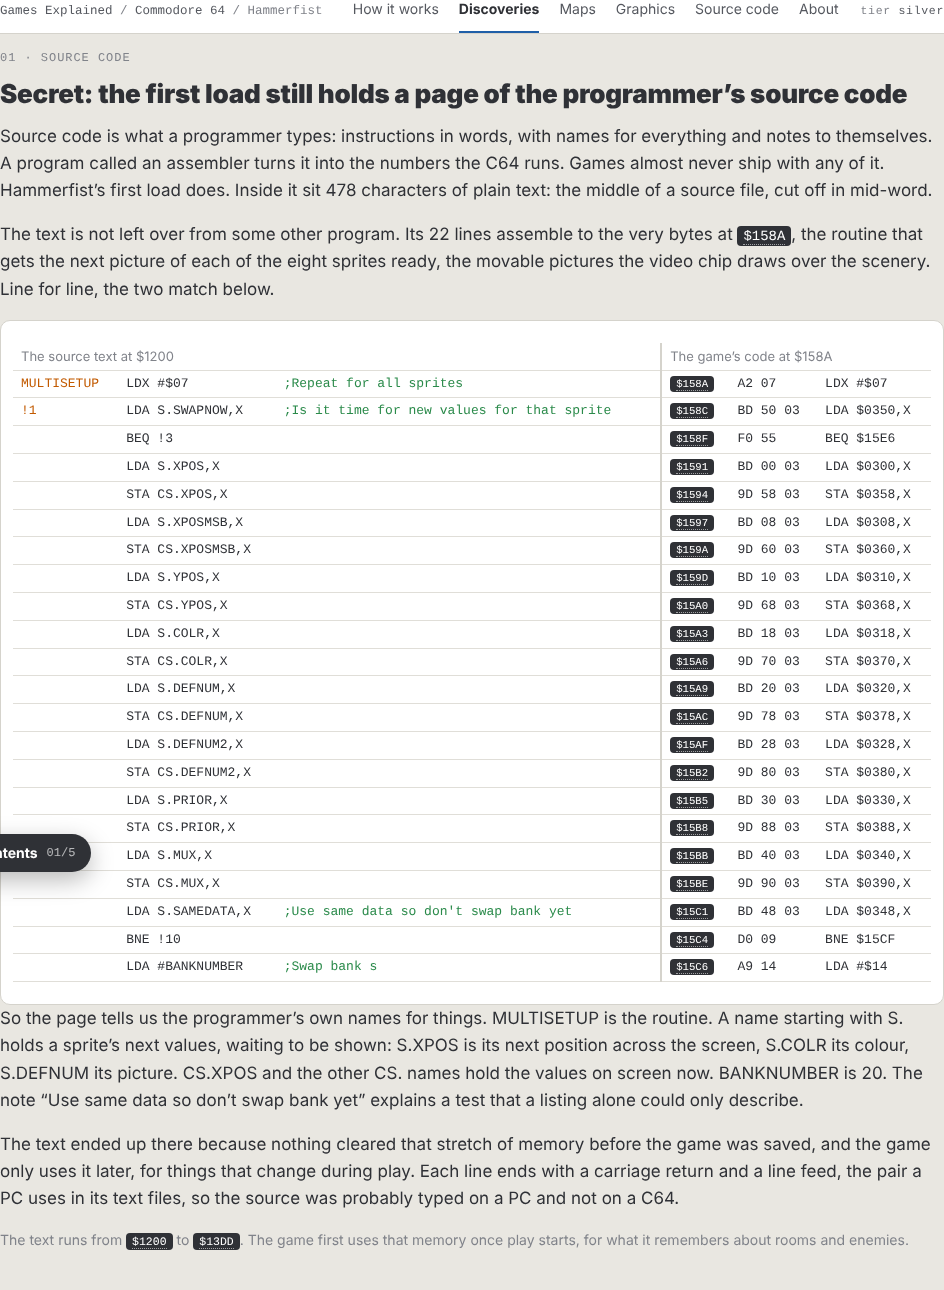 Games Explained / Commodore 64 / Hammerfist How it works Discoveries Maps Graphics Source code About tier silver
01 · SOURCE CODE
Secret: the first load still holds a page of the programmer’s source code
Source code is what a programmer types: instructions in words, with names for everything and notes to themselves.
A program called an assembler turns it into the numbers the C64 runs. Games almost never ship with any of it.
Hammerfist’s first load does. Inside it sit 478 characters of plain text: the middle of a source file, cut off in mid-word.
The text is not left over from some other program. Its 22 lines assemble to the very bytes at $158A, the routine that
gets the next picture of each of the eight sprites ready, the movable pictures the video chip draws over the scenery.
Line for line, the two match below.
The source text at $1200 The game’s code at $158A
MULTISETUP LDX #$07 ;Repeat for all sprites $158A A2 07 LDX #$07
!1 LDA S.SWAPNOW,X ;Is it time for new values for that sprite $158C BD 50 03 LDA $0350,X
BEQ !3 $158F F0 55 BEQ $15E6
LDA S.XPOS,X $1591 BD 00 03 LDA $0300,X
STA CS.XPOS,X $1594 9D 58 03 STA $0358,X
LDA S.XPOSMSB,X $1597 BD 08 03 LDA $0308,X
STA CS.XPOSMSB,X $159A 9D 60 03 STA $0360,X
LDA S.YPOS,X $159D BD 10 03 LDA $0310,X
STA CS.YPOS,X $15A0 9D 68 03 STA $0368,X
LDA S.COLR,X $15A3 BD 18 03 LDA $0318,X
STA CS.COLR,X $15A6 9D 70 03 STA $0370,X
LDA S.DEFNUM,X $15A9 BD 20 03 LDA $0320,X
STA CS.DEFNUM,X $15AC 9D 78 03 STA $0378,X
LDA S.DEFNUM2,X $15AF BD 28 03 LDA $0328,X
STA CS.DEFNUM2,X $15B2 9D 80 03 STA $0380,X
LDA S.PRIOR,X $15B5 BD 30 03 LDA $0330,X
STA CS.PRIOR,X $15B8 9D 88 03 STA $0388,X
LDA S.MUX,X $15BB BD 40 03 LDA $0340,X
ntents 01/5
STA CS.MUX,X $15BE 9D 90 03 STA $0390,X
LDA S.SAMEDATA,X ;Use same data so don't swap bank yet $15C1 BD 48 03 LDA $0348,X
BNE !10 $15C4 D0 09 BNE $15CF
LDA #BANKNUMBER ;Swap bank s $15C6 A9 14 LDA #$14
So the page tells us the programmer’s own names for things. MULTISETUP is the routine. A name starting with S.
holds a sprite’s next values, waiting to be shown: S.XPOS is its next position across the screen, S.COLR its colour,
S.DEFNUM its picture. CS.XPOS and the other CS. names hold the values on screen now. BANKNUMBER is 20. The
note “Use same data so don’t swap bank yet” explains a test that a listing alone could only describe.
The text ended up there because nothing cleared that stretch of memory before the game was saved, and the game
only uses it later, for things that change during play. Each line ends with a carriage return and a line feed, the pair a
PC uses in its text files, so the source was probably typed on a PC and not on a C64.
The text runs from $1200 to $13DD. The game first uses that memory once play starts, for what it remembers about rooms and enemies.